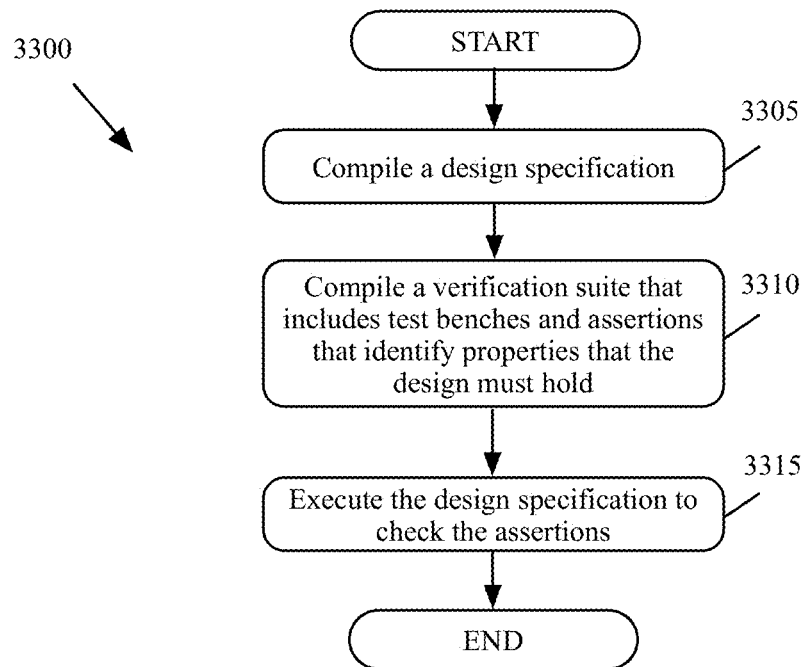 START
3300
3305
Compile a design specification
3310
Compile a verification suite that
includes test benches and assertions
that identify properties that the
design must hold
3315
Execute the design specification to
check the assertions
END